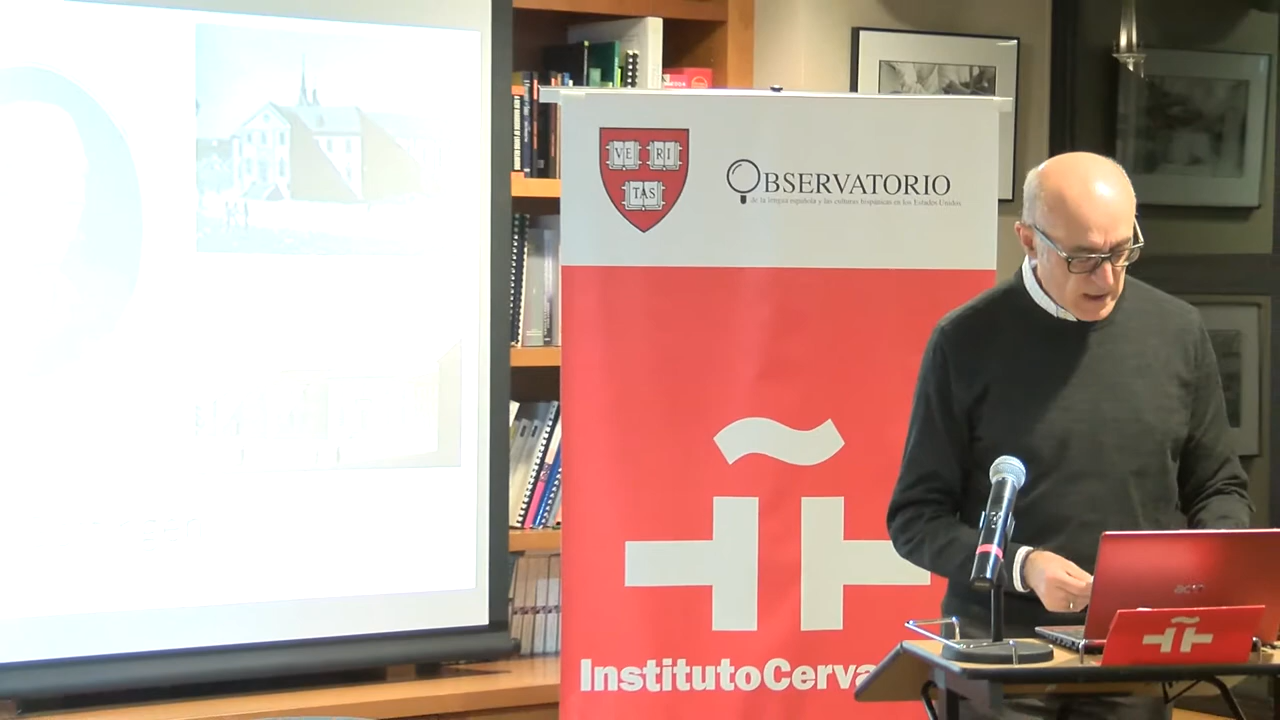 VE RI
TAS
OBSERVATORIO
de la lengua española y las culturas hispánicas en los Estados Unidos
InstitutoCerva
acer